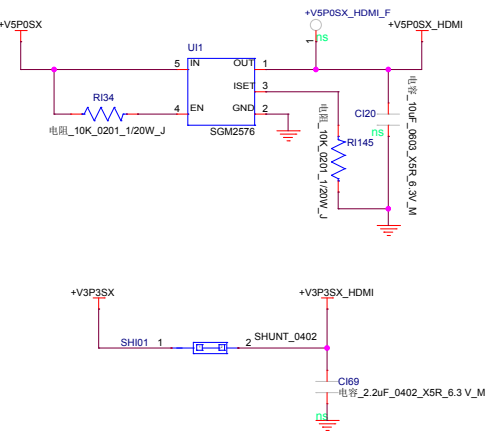 +V5P0SX_HDMI_F
+V5P0SX
+V5P0SX_HDMI
ns
1
UI1
5 IN OUT 1
ISET 3
RI34
4 EN GND 2
电阻_10K_0201_1/20W_J
SGM2576
电阻_10K_0201_1/20W_J
RI145
CI20
ns
电容_10uF_0603_X5R_6.3V_M
+V3P3SX
+V3P3SX_HDMI
SHI01 1 2 SHUNT_0402
CI69
电容_2.2uF_0402_X5R_6.3 V_M
ns